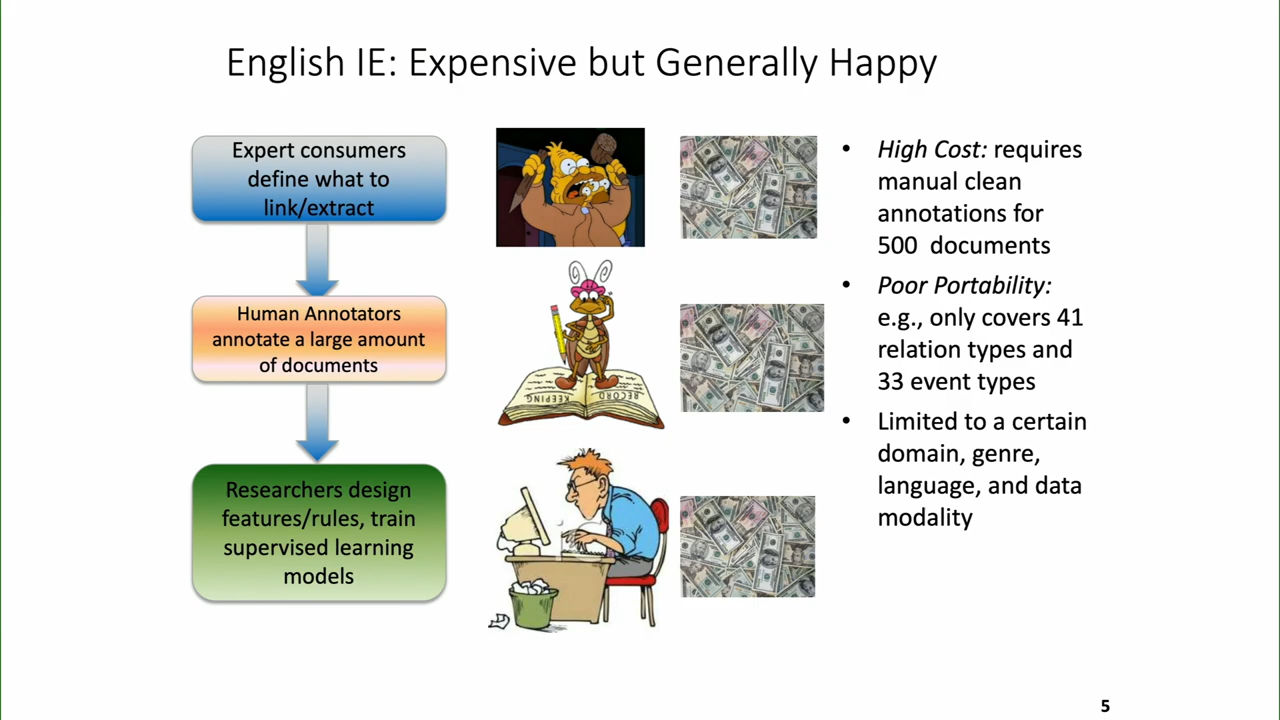 English IE: Expensive but Generally Happy
Expert consumers
define what to
link/extract
Human Annotators
annotate a large amount
of documents
KEEPING RECORD
Researchers design
features/rules, train
supervised learning
models
• High Cost: requires
manual clean
annotations for
500 documents
• Poor Portability:
e.g., only covers 41
relation types and
33 event types
• Limited to a certain
domain, genre,
language, and data
modality
5